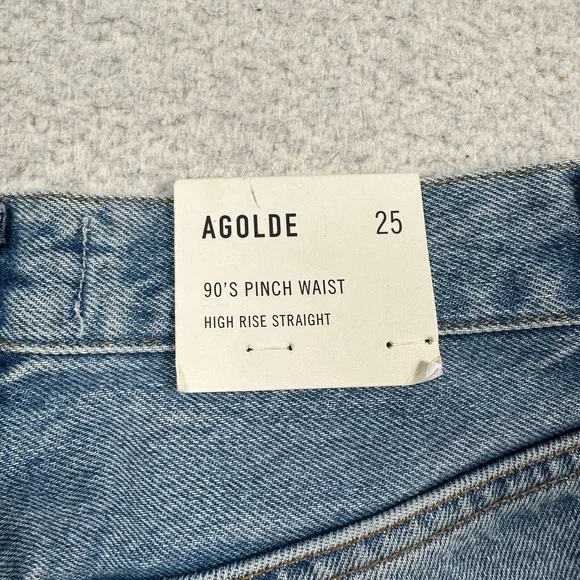 AGOLDE 25
90'S PINCH WAIST
HIGH RISE STRAIGHT